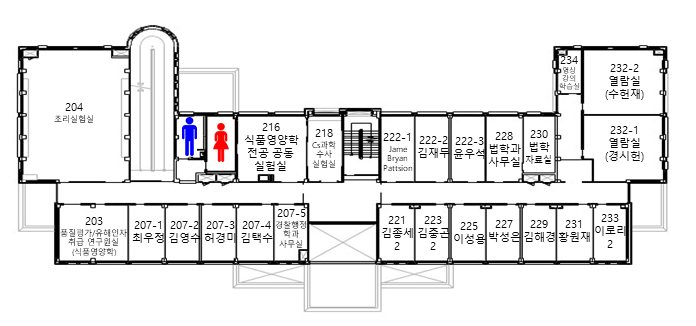 204
조리실험실
216
식품영양학
전공 공동
실험실
218
Cs과학
수사
실험실
222-1
Jame
Bryan
Pattsion
222-2
김재두
222-3
윤우석
228
법학과
사무실
230
법학
자료실
234
영상
강의
학습실
232-2
열람실
(수헌재)
232-1
열람실
(경시헌)
203
품질평가/유해인자
취급 연구원실
(식품영양학)
207-1
최우정
207-2
김영수
207-3
허경미
207-4
김택수
207-5
경찰행정
학과
사무실
221
김종세
2
223
김중곤
2
225
이성용
227
박성은
229
김해경
231
황원재
233
이로리
2